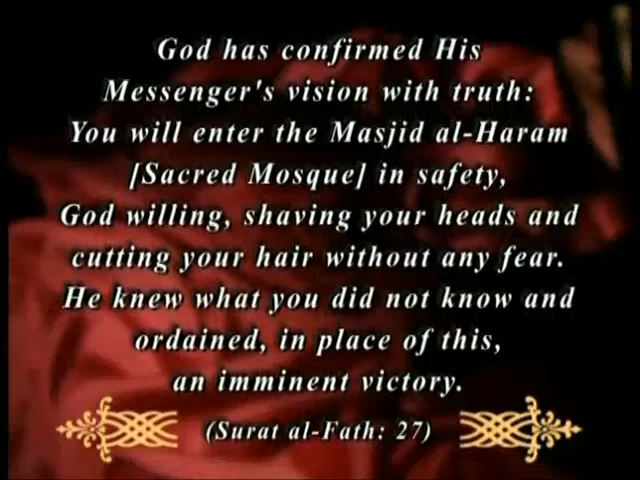 God has confirmed His
Messenger's vision with truth:
You will enter the Masjid al-Haram
[Sacred Mosque] in safety,
God willing, shaving your heads and
cutting your hair without any fear.
He knew what you did not know and
ordained, in place of this,
an imminent victory.
(Surat al-Fath: 27)